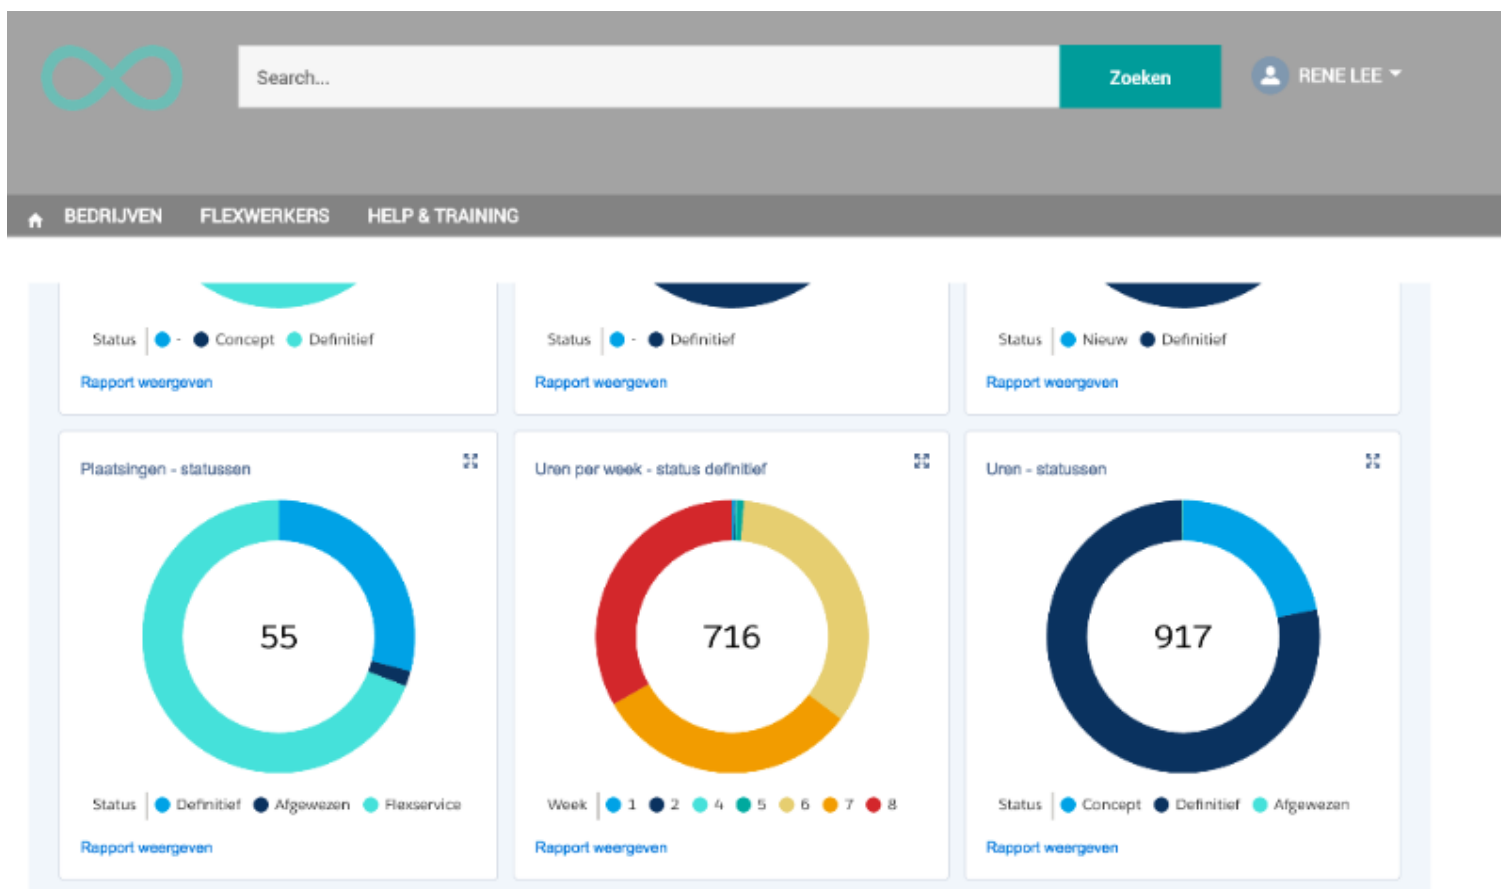 Search...
Zoeken
RENE LEE
BEDRIJVEN FLEXWERKERS HELP & TRAINING
Status - Concept Definitief
Rapport weergeven
Status - Definitief
Rapport weergeven
Status Nieuw Definitief
Rapport weergeven
Plaatsingen - statussen
55
Status Definitief Afgewezen Flexservice
Rapport weergeven
Uren per week - status definitief
716
Week 1 2 4 5 6 7 8
Rapport weergeven
Uren - statussen
917
Status Concept Definitief Afgewezen
Rapport weergeven